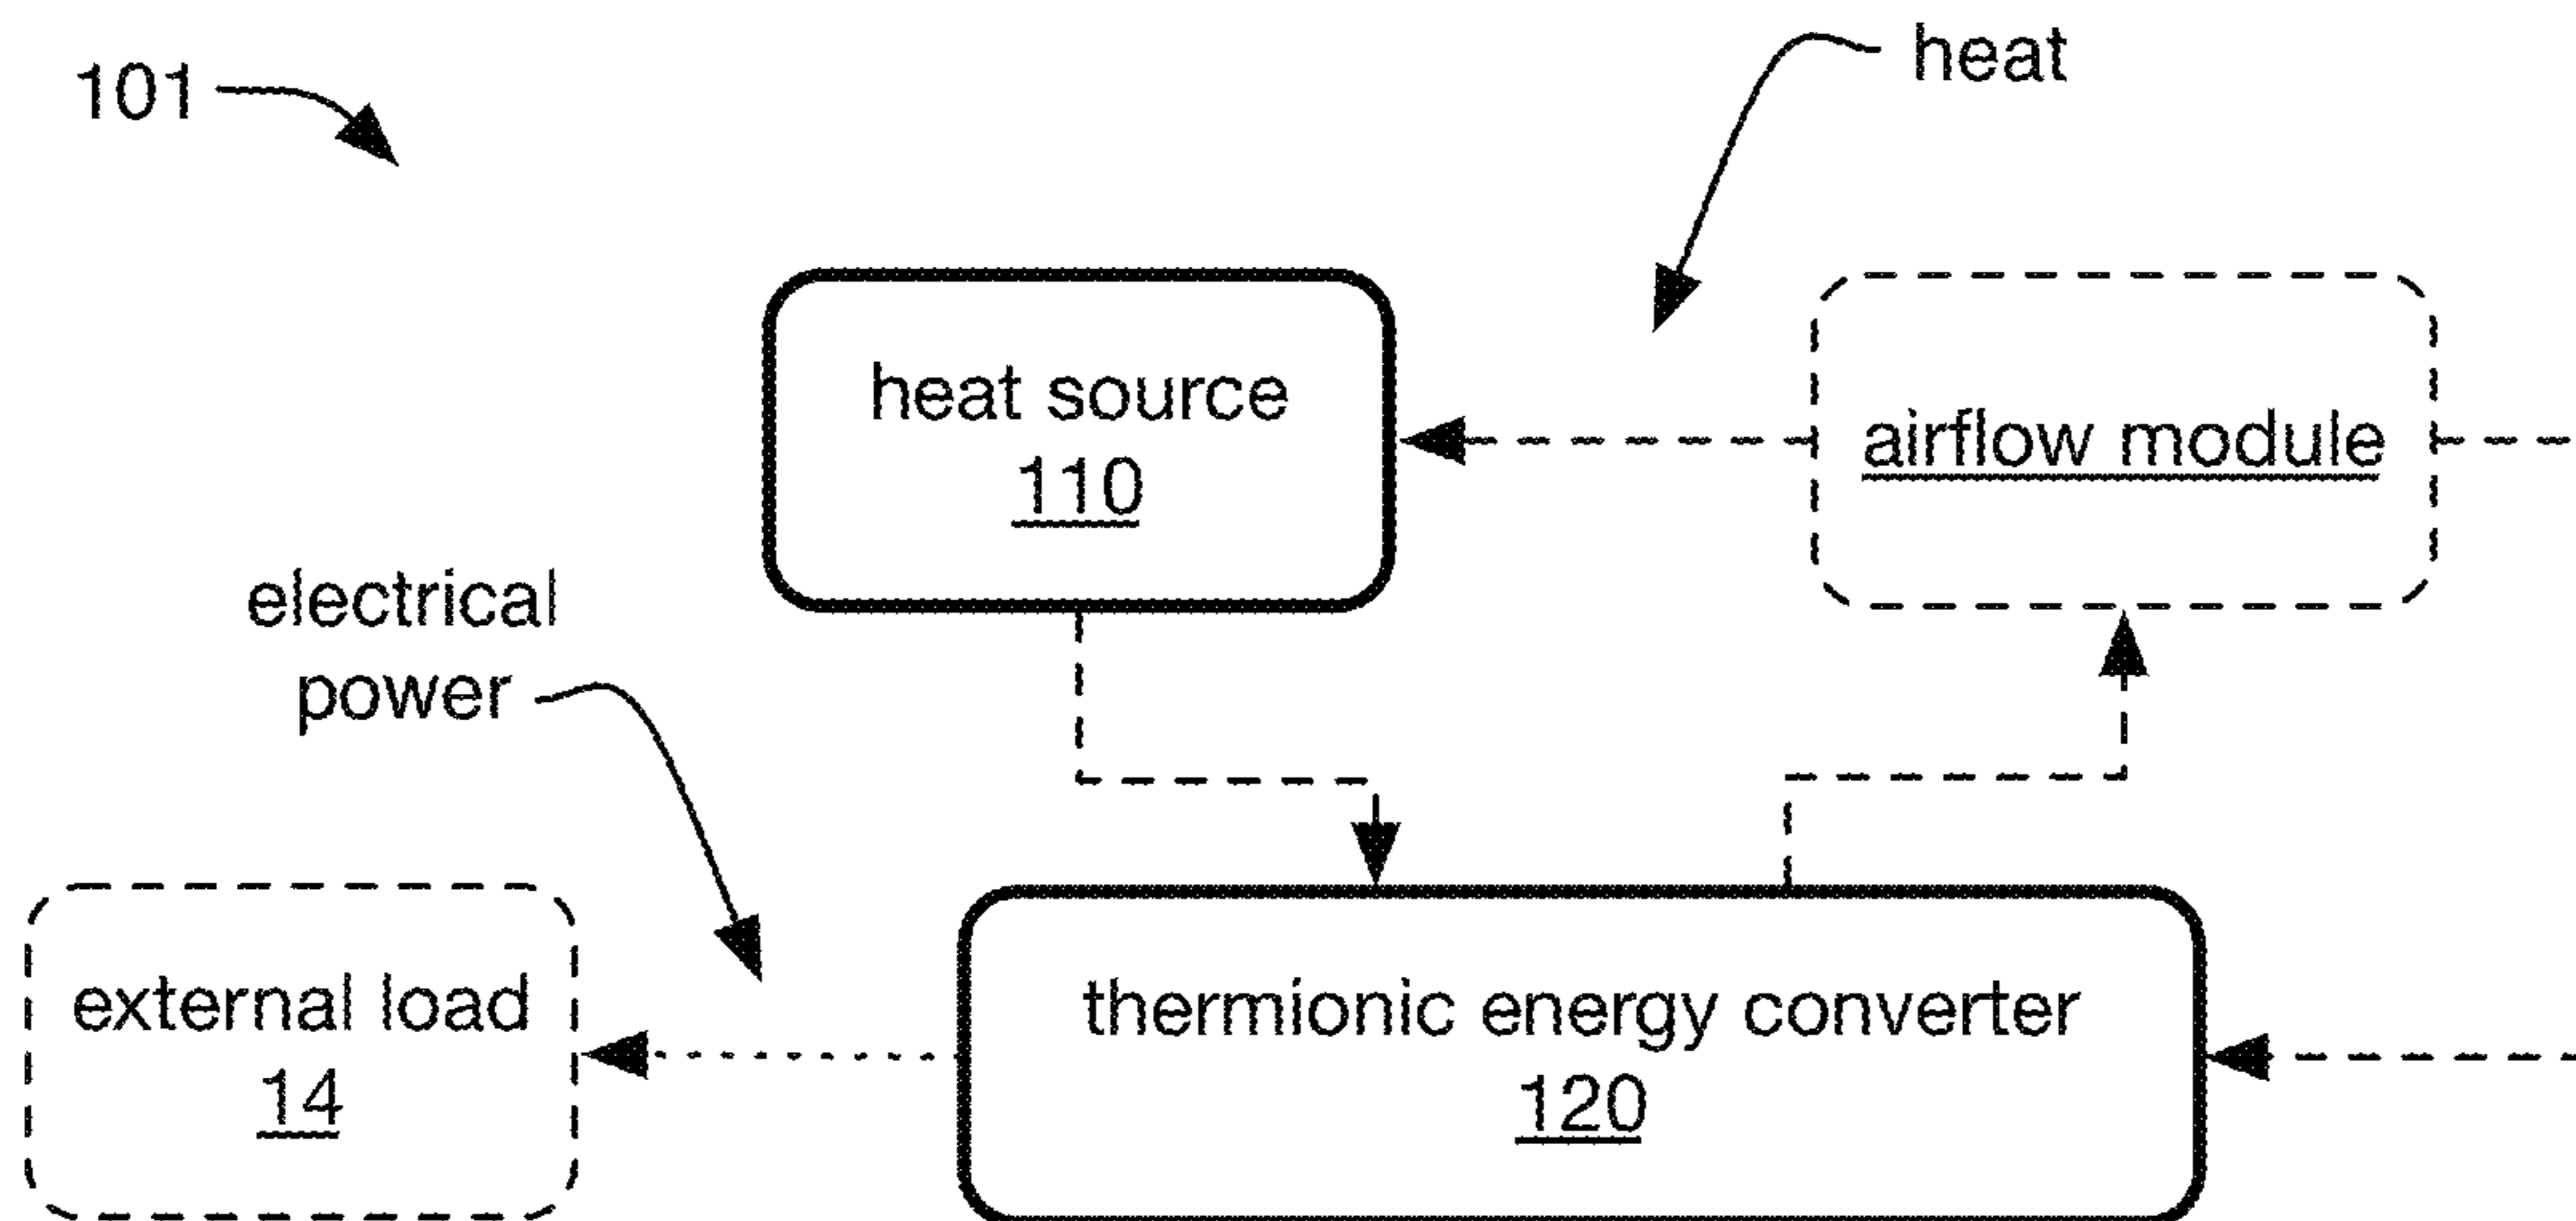 101
heat
heat source
110
airflow module
electrical
power
external load
14
thermionic energy converter
120